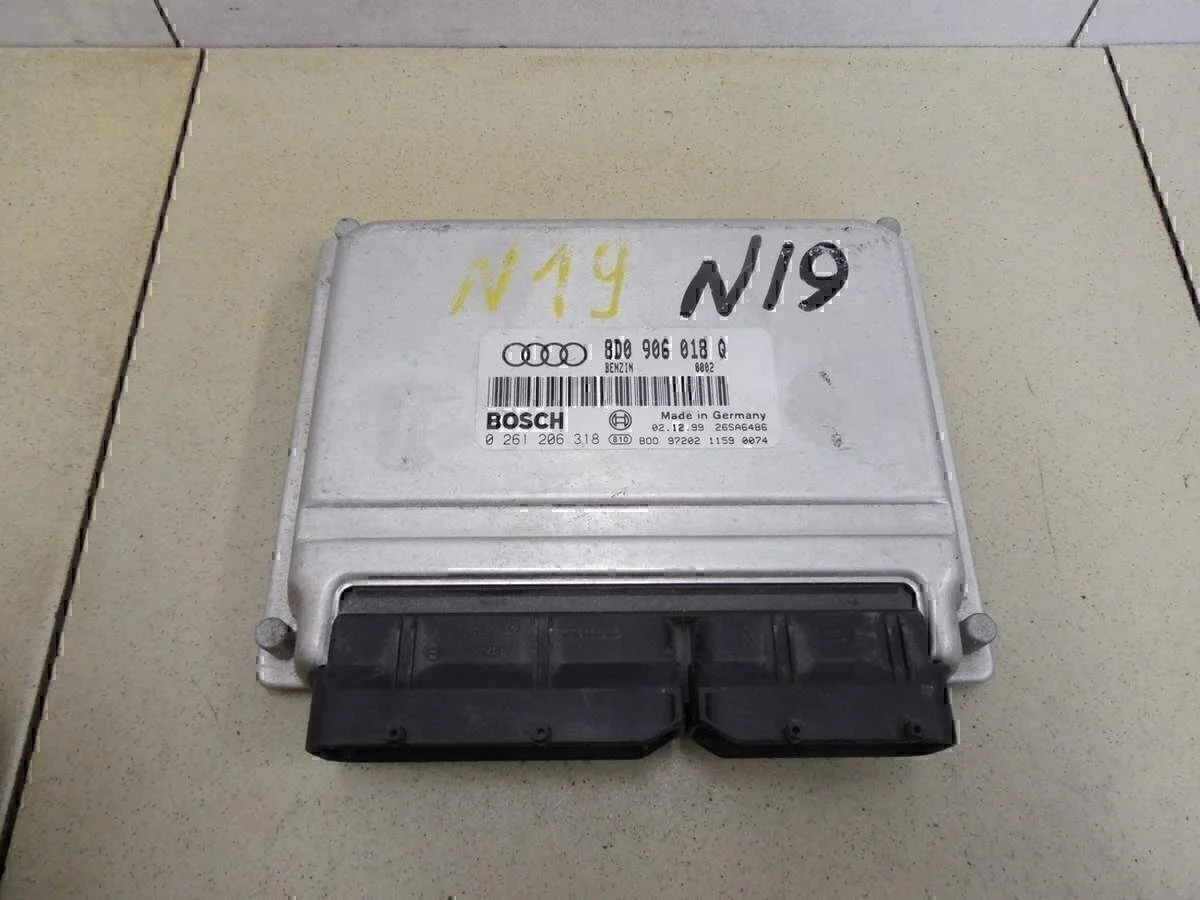 N19 N19
8D0 906 018 Q
BENZIN 0002
BOSCH Made in Germany
02.12.99 26SA6486
0 261 206 318 810 BOO 97202 1159 0074